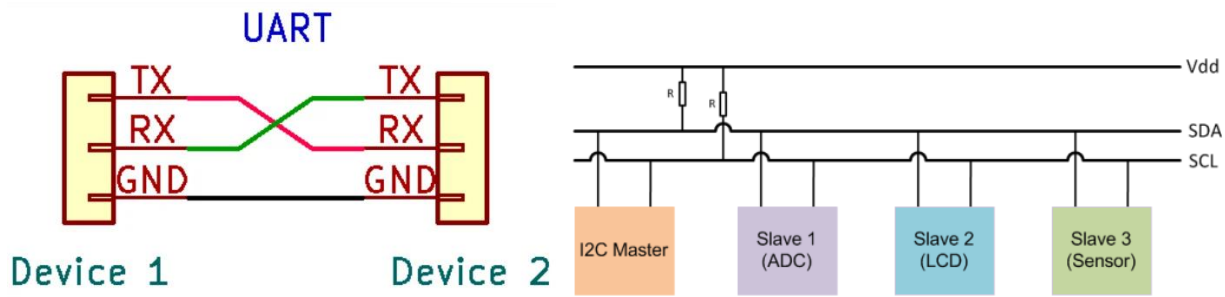 UART
TX TX
RX RX
GND GND
Device 1 Device 2
Vdd
R
R
SDA
SCL
I2C Master
Slave 1
(ADC)
Slave 2
(LCD)
Slave 3
(Sensor)